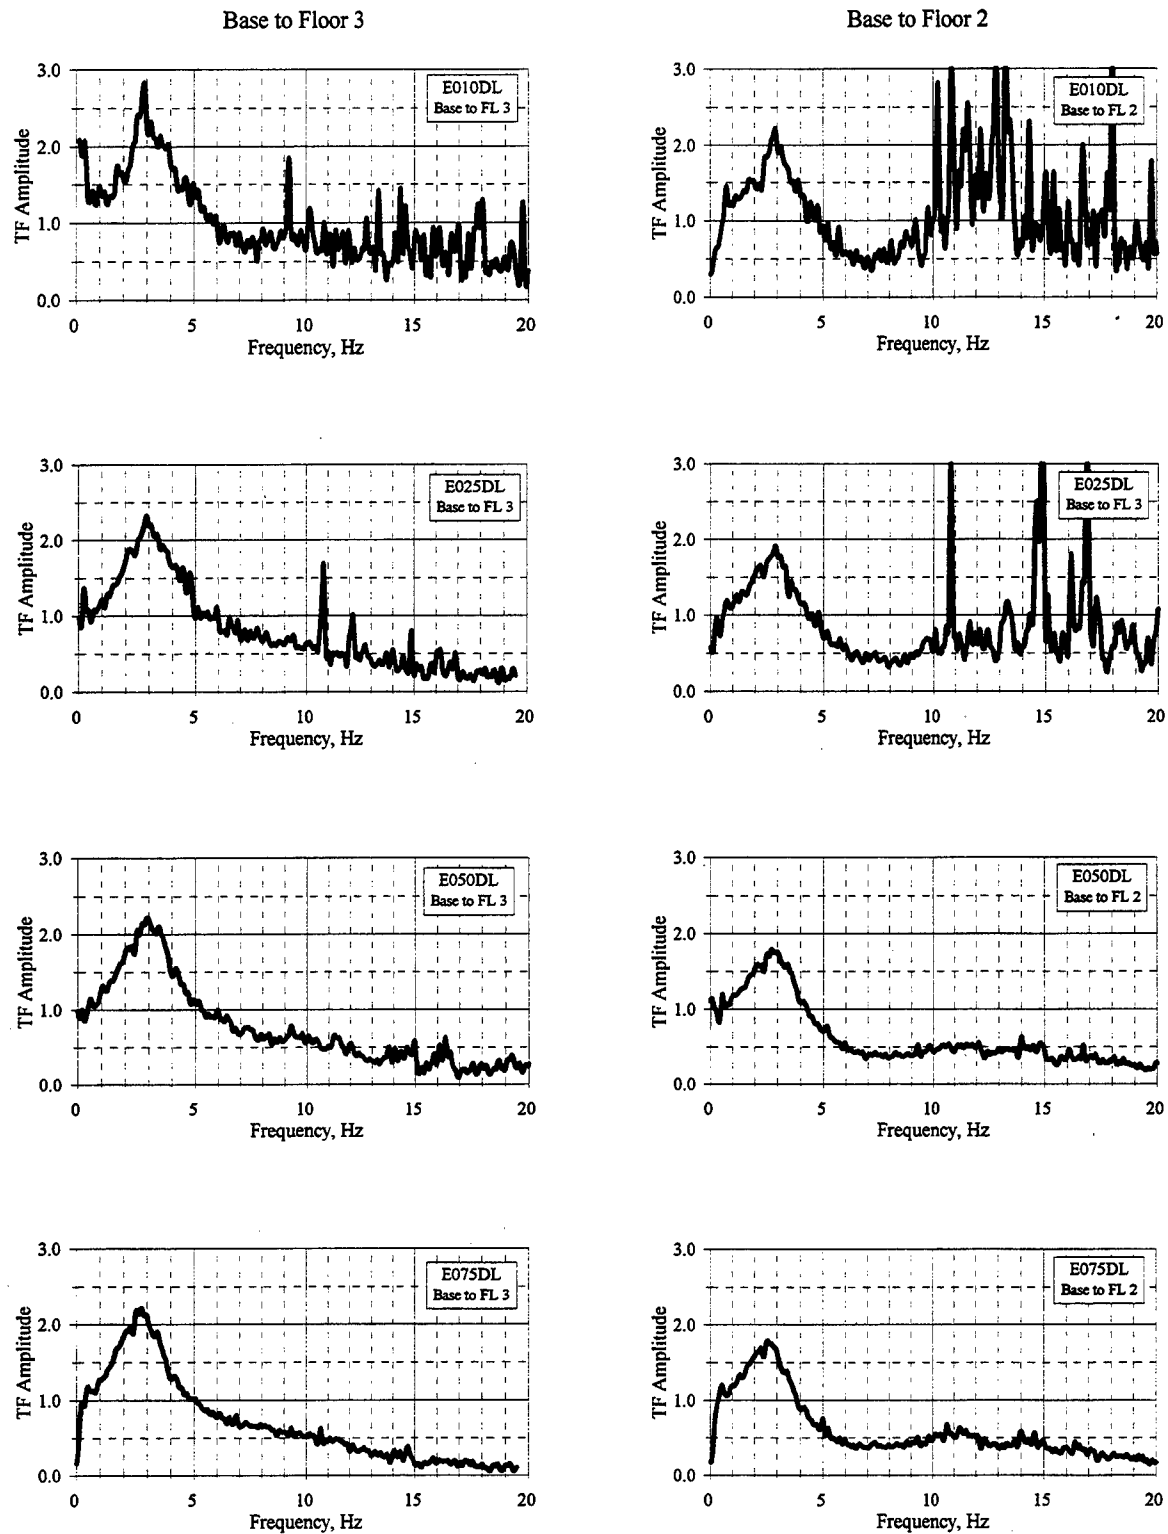 Base to Floor 3
Base to Floor 2
3.0
2.0
1.0
0.0
TF Amplitude
E010DL
Base to FL 3
0 5 10 15 20
Frequency, Hz
3.0
2.0
1.0
0.0
TF Amplitude
E010DL
Base to FL 2
0 5 10 15 20
Frequency, Hz
3.0
2.0
1.0
0.0
TF Amplitude
E025DL
Base to FL 3
0 5 10 15 20
Frequency, Hz
3.0
2.0
1.0
0.0
TF Amplitude
E025DL
Base to FL 3
0 5 10 15 20
Frequency, Hz
3.0
2.0
1.0
0.0
TF Amplitude
E050DL
Base to FL 3
0 5 10 15 20
Frequency, Hz
3.0
2.0
1.0
0.0
TF Amplitude
E050DL
Base to FL 2
0 5 10 15 20
Frequency, Hz
3.0
2.0
1.0
0.0
TF Amplitude
E075DL
Base to FL 3
0 5 10 15 20
Frequency, Hz
3.0
2.0
1.0
0.0
TF Amplitude
E075DL
Base to FL 2
0 5 10 15 20
Frequency, Hz